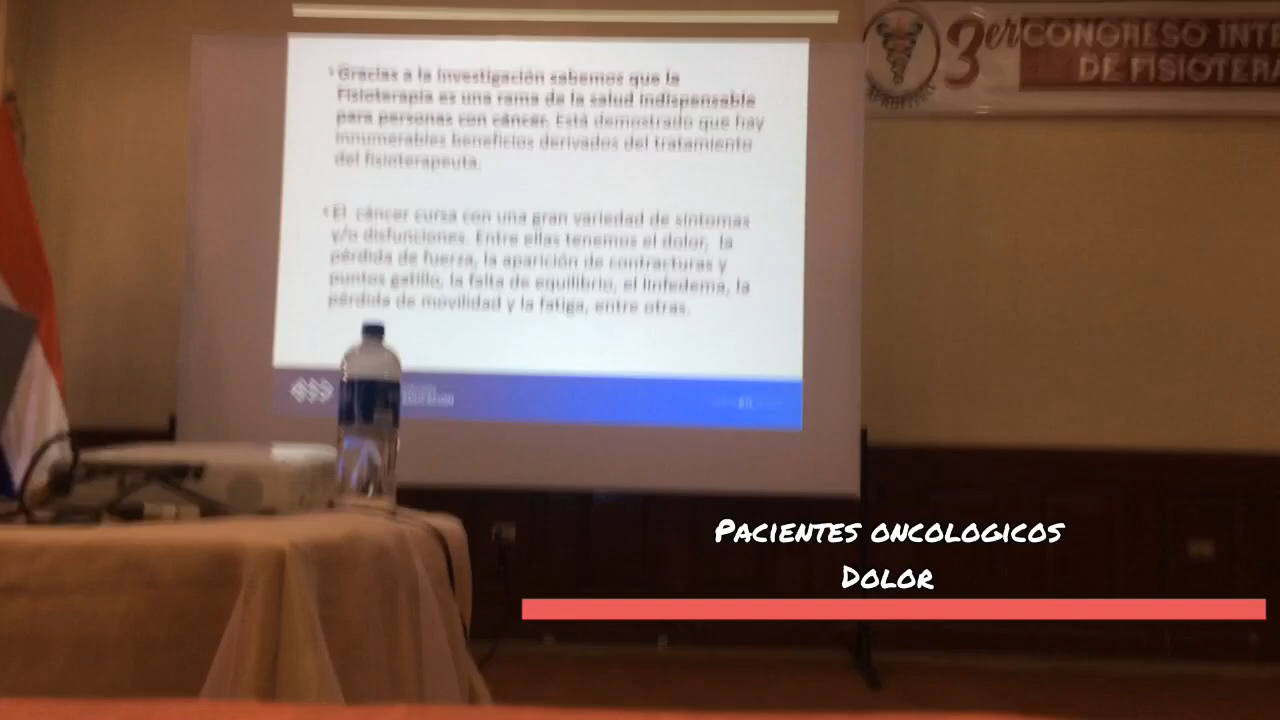 3er CONGRESO INTE
DE FISIOTERA
Gracias a la investigación sabemos que la
Fisioterapia es una rama de la salud indispensable
para personas con cáncer. Está demostrado que hay
innumerables beneficios derivados del tratamiento
del fisioterapeuta.
El cáncer cursa con una gran variedad de síntomas
y/o disfunciones. Entre ellas tenemos el dolor, la
pérdida de fuerza, la aparición de contracturas y
puntos gatillo, la falta de equilibrio, el linfedema, la
pérdida de movilidad y la fatiga, entre otras.
Pacientes oncologicos
Dolor